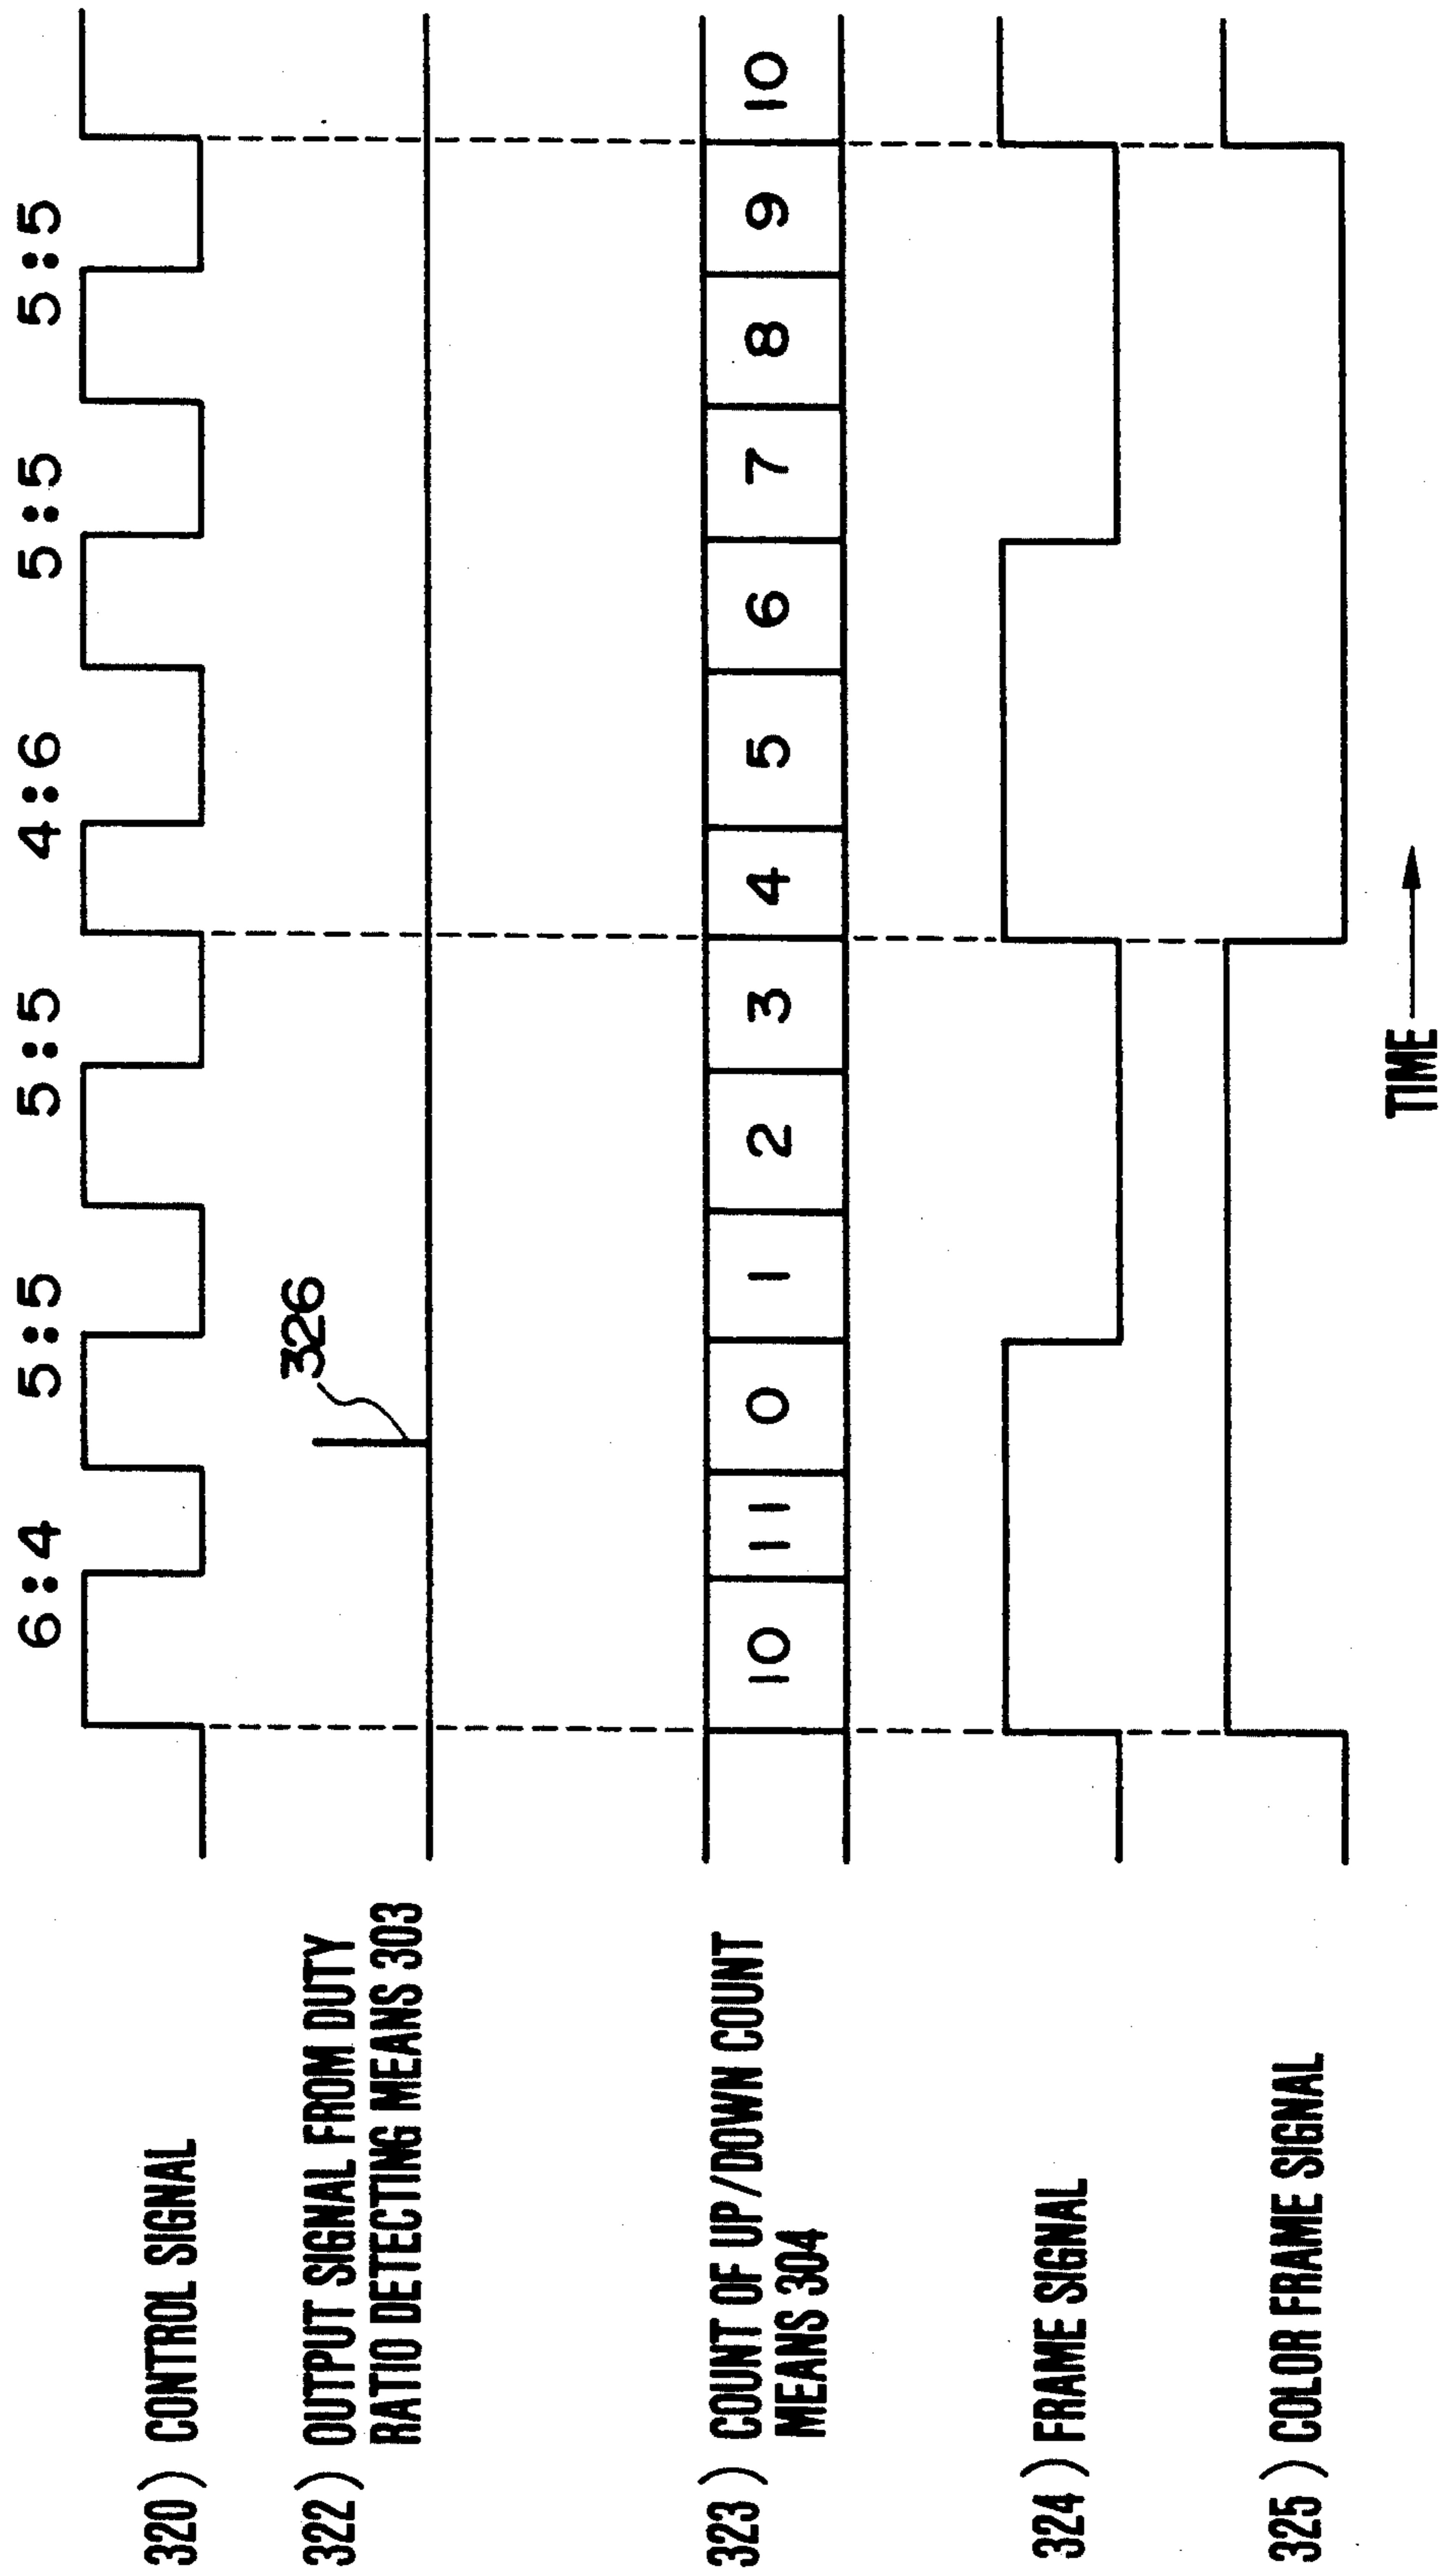 6:4 5:5 5:5 4:6 5:5 5:5
320) CONTROL SIGNAL
326
322) OUTPUT SIGNAL FROM DUTY
RATIO DETECTING MEANS 303
323) COUNT OF UP/DOWN COUNT
MEANS 304
10 11 0 1 2 3 4 5 6 7 8 9 10
324) FRAME SIGNAL
325) COLOR FRAME SIGNAL
TIME